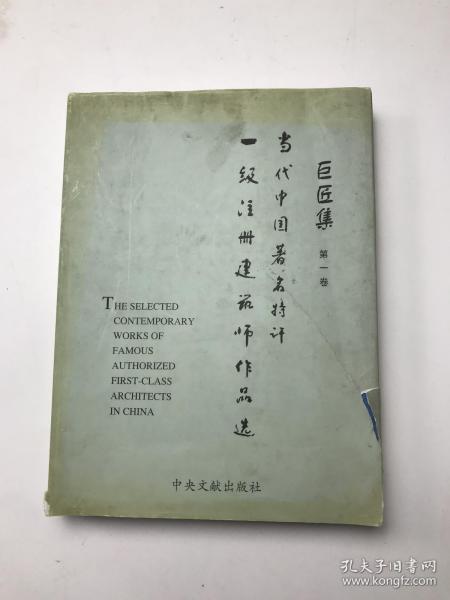 巨匠集 第一卷
当代中国著名特许
一级注册建筑师作品选
THE SELECTED
CONTEMPORARY
WORKS OF
FAMOUS
AUTHORIZED
FIRST-CLASS
ARCHITECTS
IN CHINA
中央文献出版社
孔夫子旧书网
www.kongfz.com